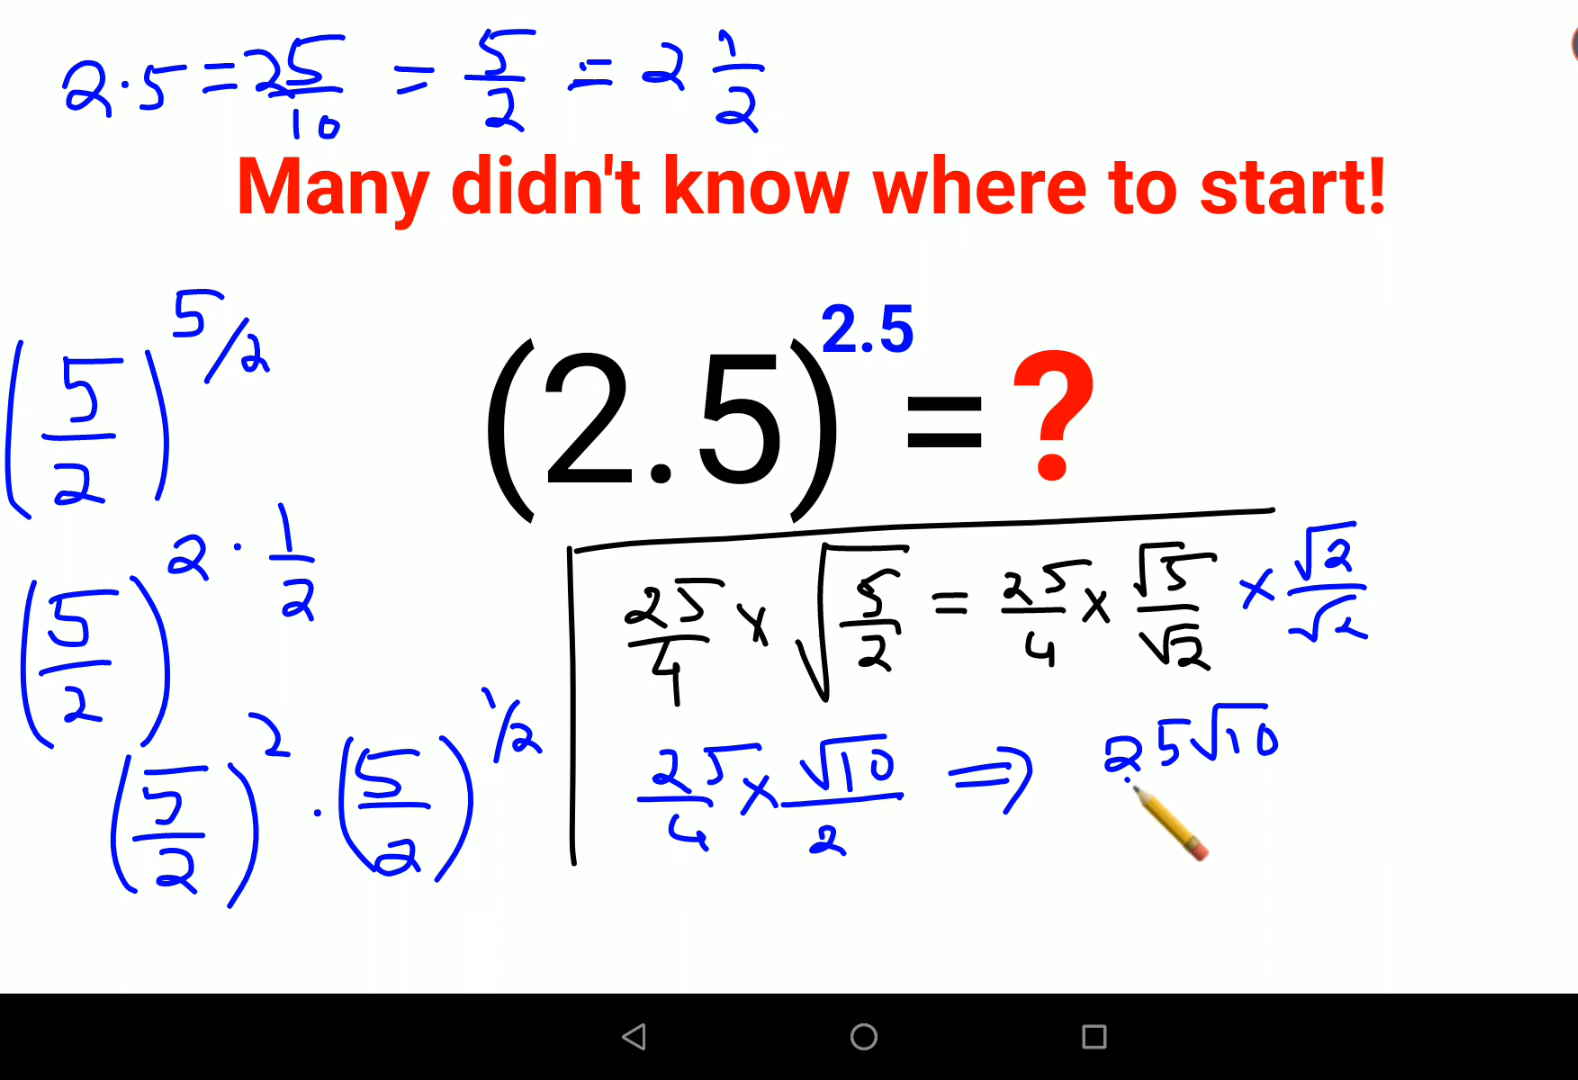 2.5 = 25/10 = 5/2 = 2 1/2
Many didn't know where to start!
(2.5)^2.5 = ?
(5/2)^5/2
(5/2)^2·1/2
(5/2)^2 · (5/2)^1/2
25/4 × √(5/2) = 25/4 × √5/√2 × √2/√2
25/4 × √10/2 ⇒ 25√10